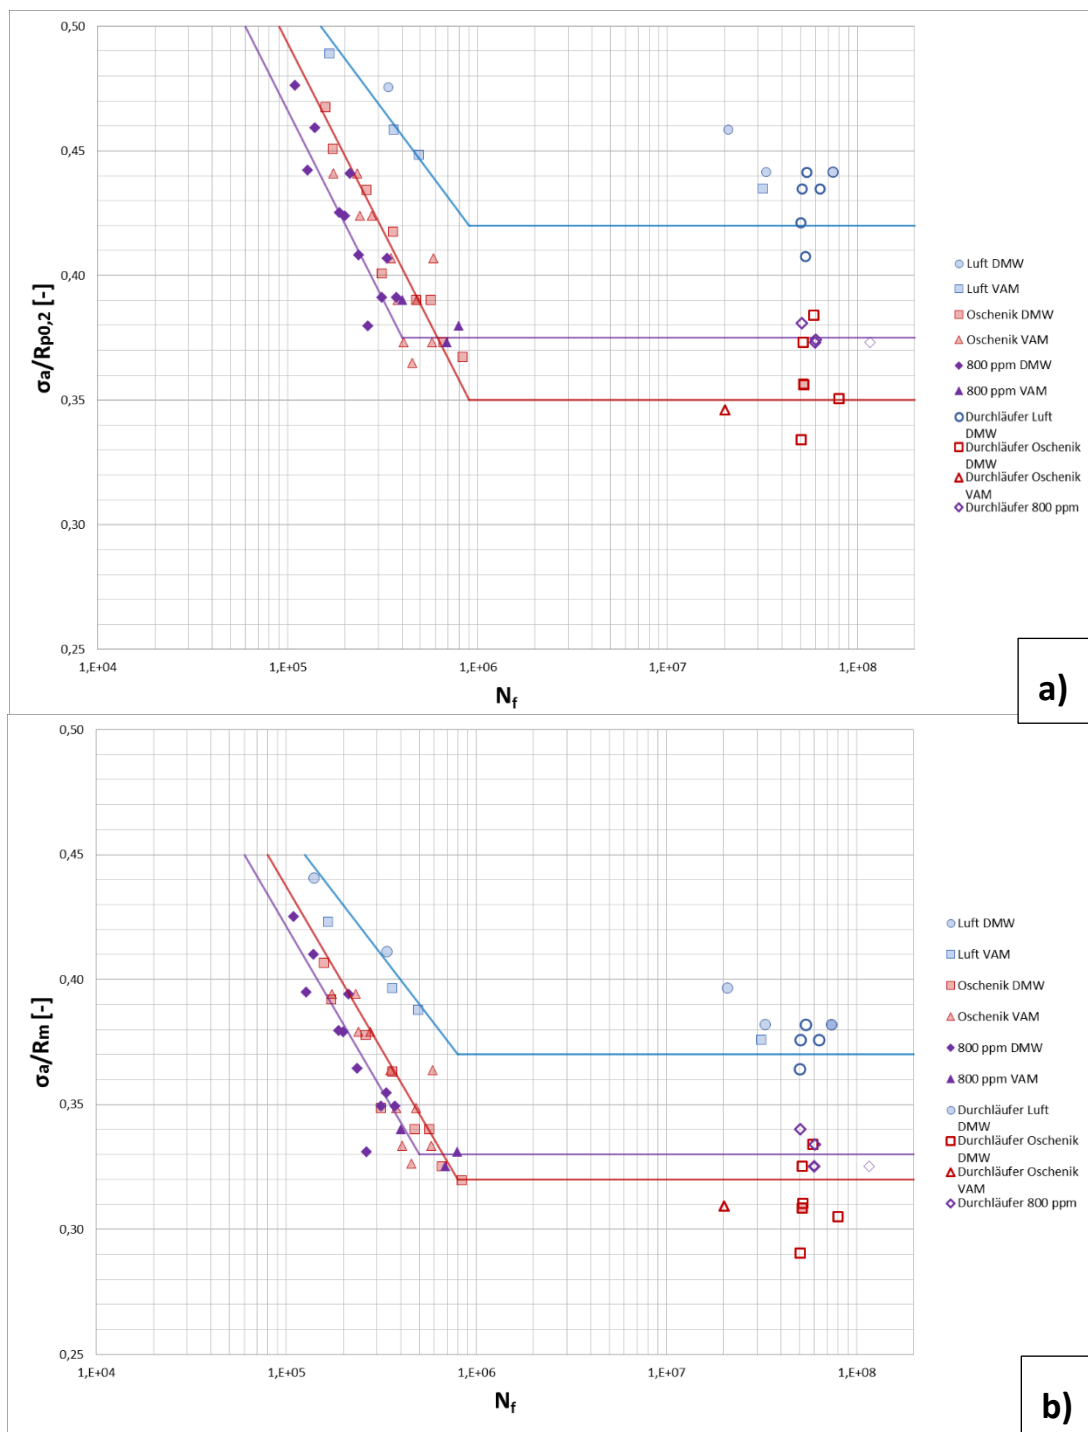 0,50
0,45
0,40
0,35
0,30
0,25
σa/Rp0,2 [-]
1,E+04
1,E+05
1,E+06
1,E+07
1,E+08
Nf
Luft DMW
Luft VAM
Oschenik DMW
Oschenik VAM
800 ppm DMW
800 ppm VAM
Durchläufer Luft
DMW
Durchläufer Oschenik
DMW
Durchläufer Oschenik
VAM
Durchläufer 800 ppm
a)
0,50
0,45
0,40
0,35
0,30
0,25
σa/Rm [-]
1,E+04
1,E+05
1,E+06
1,E+07
1,E+08
Nf
Luft DMW
Luft VAM
Oschenik DMW
Oschenik VAM
800 ppm DMW
800 ppm VAM
Durchläufer Luft
DMW
Durchläufer Oschenik
DMW
Durchläufer Oschenik
VAM
Durchläufer 800 ppm
b)